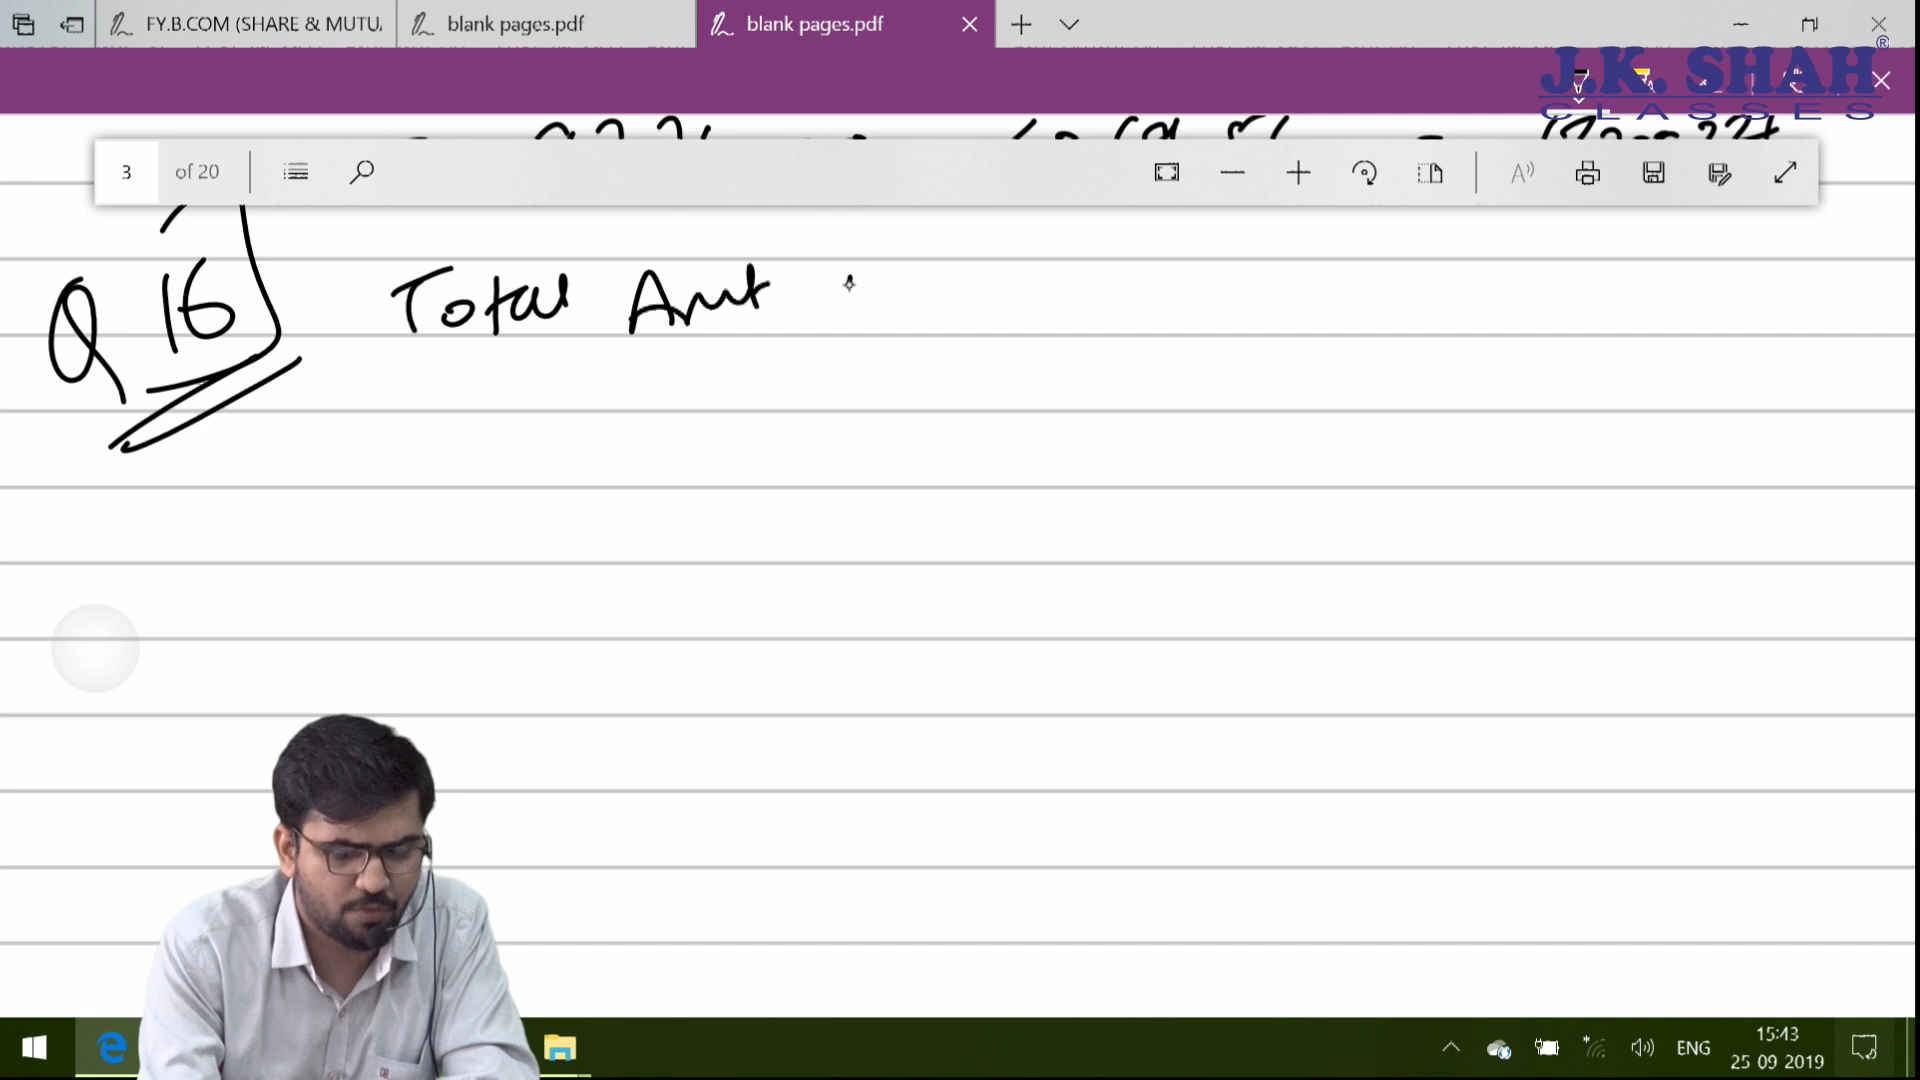 FY.B.COM (SHARE & MUTU
blank pages.pdf
blank pages.pdf
J.K. SHAH®
CLASSES
3 of 20
Q 16) Total Amt
ENG
15:43
25-09-2019